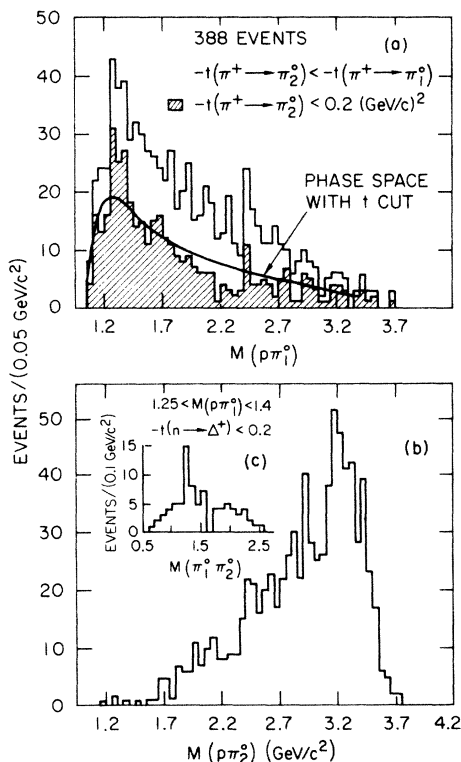 388 EVENTS
(a)
-t(π⁺ → π₂°) < -t(π⁺ → π₁°)
-t(π⁺ → π₂°) < 0.2 (GeV/c)²
PHASE SPACE
WITH t CUT
50
40
30
20
10
0
1.2 1.7 2.2 2.7 3.2 3.7
M (pπ₁°)
EVENTS/(0.05 GeV/c²)
1.25 < M(pπ₁°) < 1.4
-t(n → Δ⁺) < 0.2
(b)
(c)
EVENTS/(0.1 GeV/c²)
15
10
5
0
0.5 1.5 2.5
M (π₁° π₂°)
50
40
30
20
10
0
1.2 1.7 2.2 2.7 3.2 3.7 4.2
M (pπ₂°) (GeV/c²)